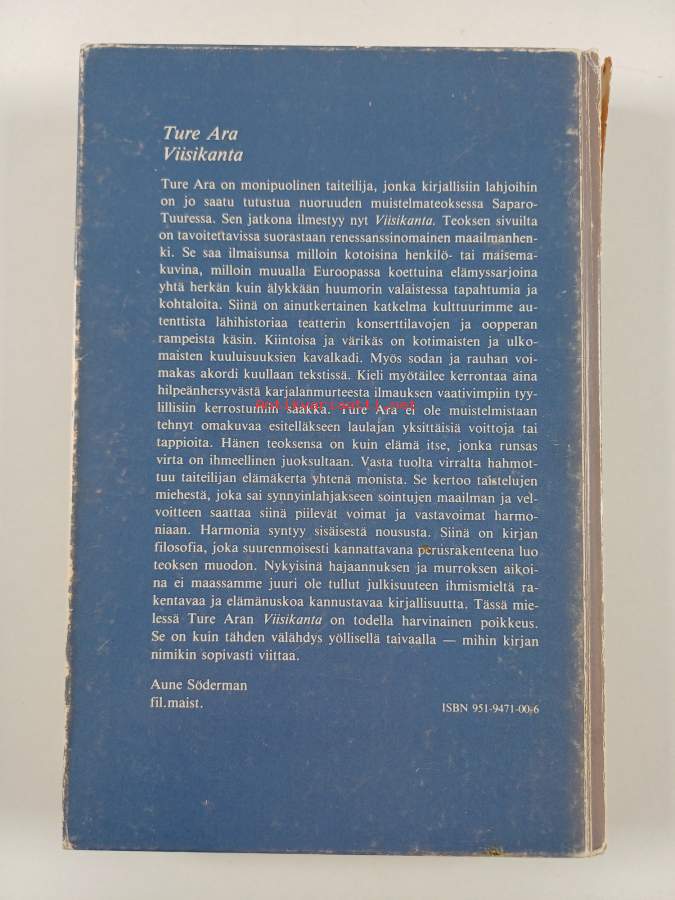 Ture Ara
Viisikanta
Ture Ara on monipuolinen taiteilija, jonka kirjallisiin lahjoihin
on jo saatu tutustua nuoruuden muistelmateoksessa Saparo-
Tuuressa. Sen jatkona ilmestyy nyt Viisikanta. Teoksen sivuilta
on tavoitettavissa suorastaan renessanssinomainen maailmanhen-
ki. Se saa ilmaisunsa milloin kotoisina henkilö- tai maisema-
kuvina, milloin muualla Euroopassa koettuina elämyssarjoina
yhtä herkän kuin älykkään huumorin valaistessa tapahtumia ja
kohtaloita. Siinä on ainutkertainen katkelma kulttuurimme au-
tenttista lähihistoriaa teatterin konserttilavojen ja oopperan
rampeista käsin. Kiintoisa ja värikäs on kotimaisten ja ulko-
maisten kuuluisuuksien kavalkadi. Myös sodan ja rauhan voi-
makas akordi kuullaan tekstissä. Kieli myötäilee kerrontaa aina
hilpeänhersyvästä karjalanmurteesta ilmauksen vaativimpiin tyy-
lillisiin kerrostumiin saakka. Ture Ara ei ole muistelmistaan
tehnyt omakuvaa esitelläkseen laulajan yksittäisiä voittoja tai
tappioita. Hänen teoksensa on kuin elämä itse, jonka runsas
virta on ihmeellinen juoksultaan. Vasta tuolta virralta hahmot-
tuu taiteilijan elämäkerta yhtenä monista. Se kertoo taistelujen
miehestä, joka sai synnyinlahjakseen sointujen maailman ja vel-
voitteen saattaa siinä piilevät voimat ja vastavoimat harmo-
niaan. Harmonia syntyy sisäisestä noususta. Siinä on kirjan
filosofia, joka suurenmoisesti kannattavana perusrakenteena luo
teoksen muodon. Nykyisinä hajaannuksen ja murroksen aikoi-
na ei maassamme juuri ole tullut julkisuuteen ihmismieltä ra-
kentavaa ja elämänuskoa kannustavaa kirjallisuutta. Tässä mie-
lessä Ture Aran Viisikanta on todella harvinainen poikkeus.
Se on kuin tähden välähdys yöllisellä taivaalla — mihin kirjan
nimikin sopivasti viittaa.
Aune Söderman
fil.maist.
ISBN 951-9471-00-6